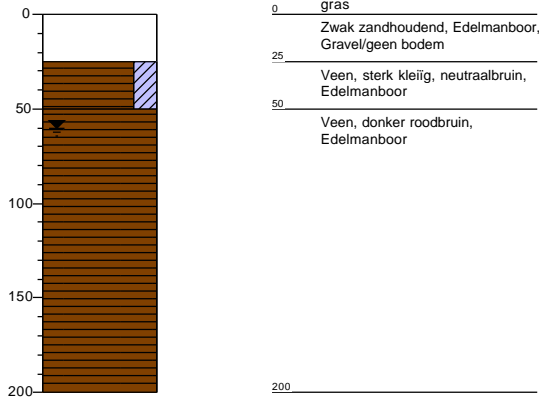 0
50
100
150
200
0
gras
Zwak zandhoudend, Edelmanboor,
Gravel/geen bodem
25
Veen, sterk kleiïg, neutraalbruin,
Edelmanboor
50
Veen, donker roodbruin,
Edelmanboor
200